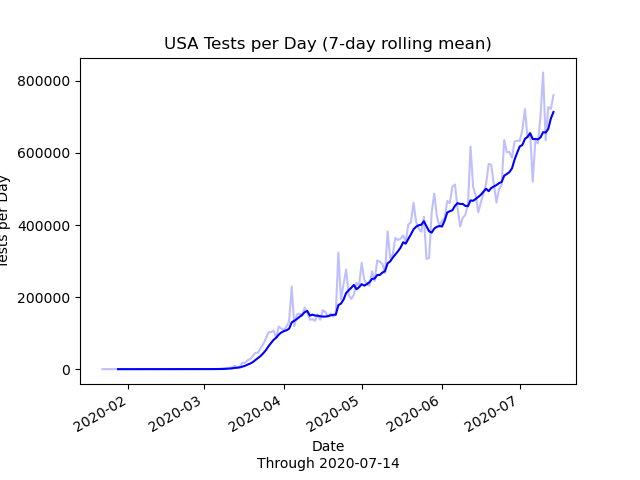 USA Tests per Day (7-day rolling mean)
Tests per Day
800000
600000
400000
200000
0
2020-02
2020-03
2020-04
2020-05
2020-06
2020-07
Date
Through 2020-07-14